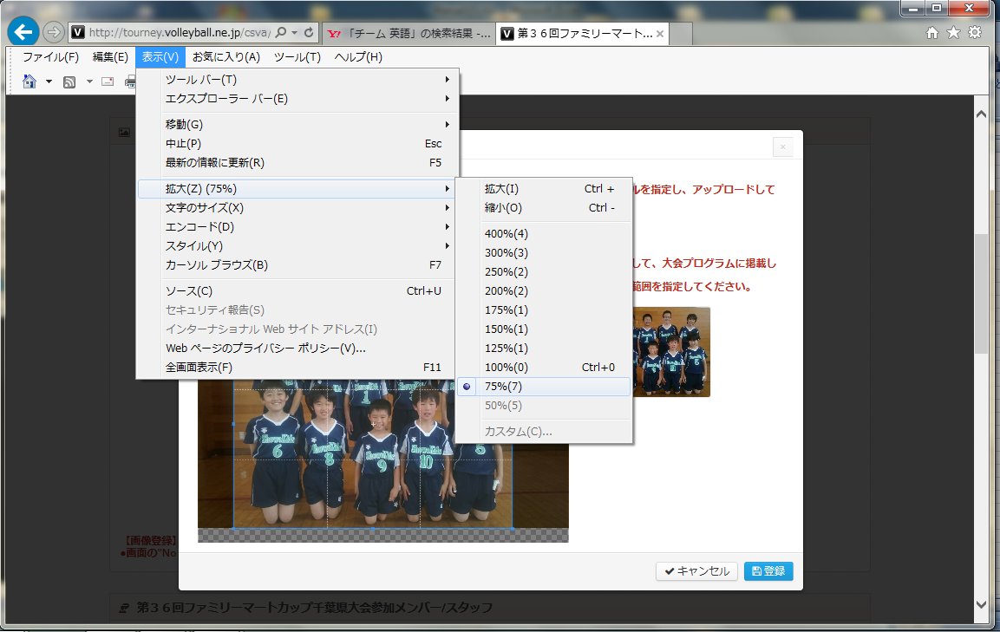 http://tourney.volleyball.ne.jp/csva/
「チーム 英語」の検索結果 -...
第３６回ファミリーマート...
ファイル(F) 編集(E) 表示(V) お気に入り(A) ツール(T) ヘルプ(H)
ツール バー(T)
エクスプローラー バー(E)
移動(G)
中止(P) Esc
最新の情報に更新(R) F5
拡大(Z) (75%)
文字のサイズ(X)
エンコード(D)
スタイル(Y)
カーソル ブラウズ(B) F7
ソース(C) Ctrl+U
セキュリティ報告(S)
インターナショナル Web サイト アドレス(I)
Web ページのプライバシー ポリシー(V)...
全画面表示(F) F11
拡大(I) Ctrl +
縮小(O) Ctrl -
400%(4)
300%(3)
250%(2)
200%(2)
175%(1)
150%(1)
125%(1)
100%(0) Ctrl+0
75%(7)
50%(5)
カスタム(C)...
ルを指定し、アップロードして
して、大会プログラムに掲載し
範囲を指定してください。
6 8 9 10 5
1
【画像登録】
●画面の"No
キャンセル 登録
第３６回ファミリーマートカップ千葉県大会参加メンバー/スタッフ